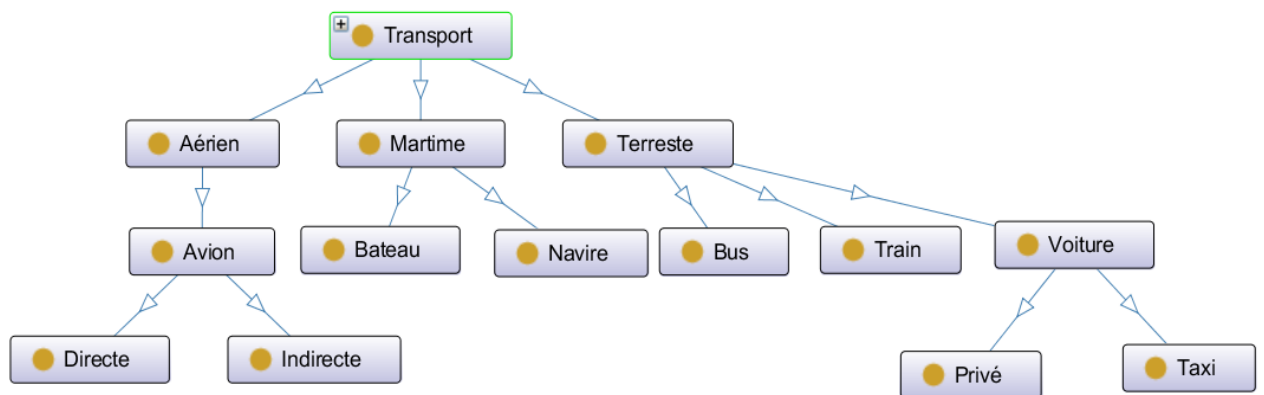 Transport
Aérien
Martime
Terreste
Avion
Bateau
Navire
Bus
Train
Voiture
Directe
Indirecte
Privé
Taxi